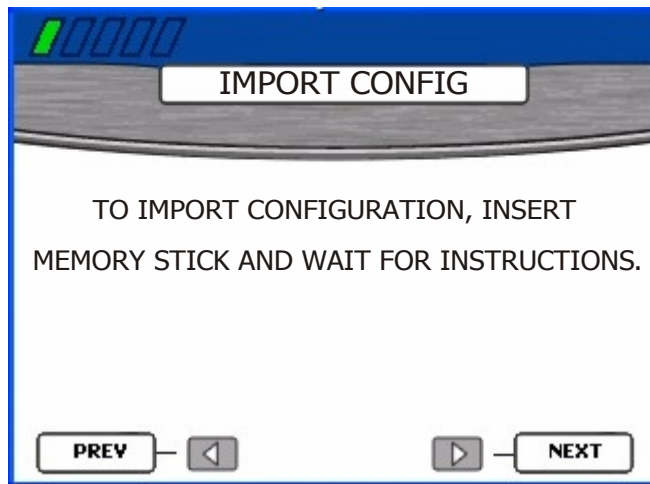 IMPORT CONFIG
TO IMPORT CONFIGURATION, INSERT
MEMORY STICK AND WAIT FOR INSTRUCTIONS.
PREV
NEXT